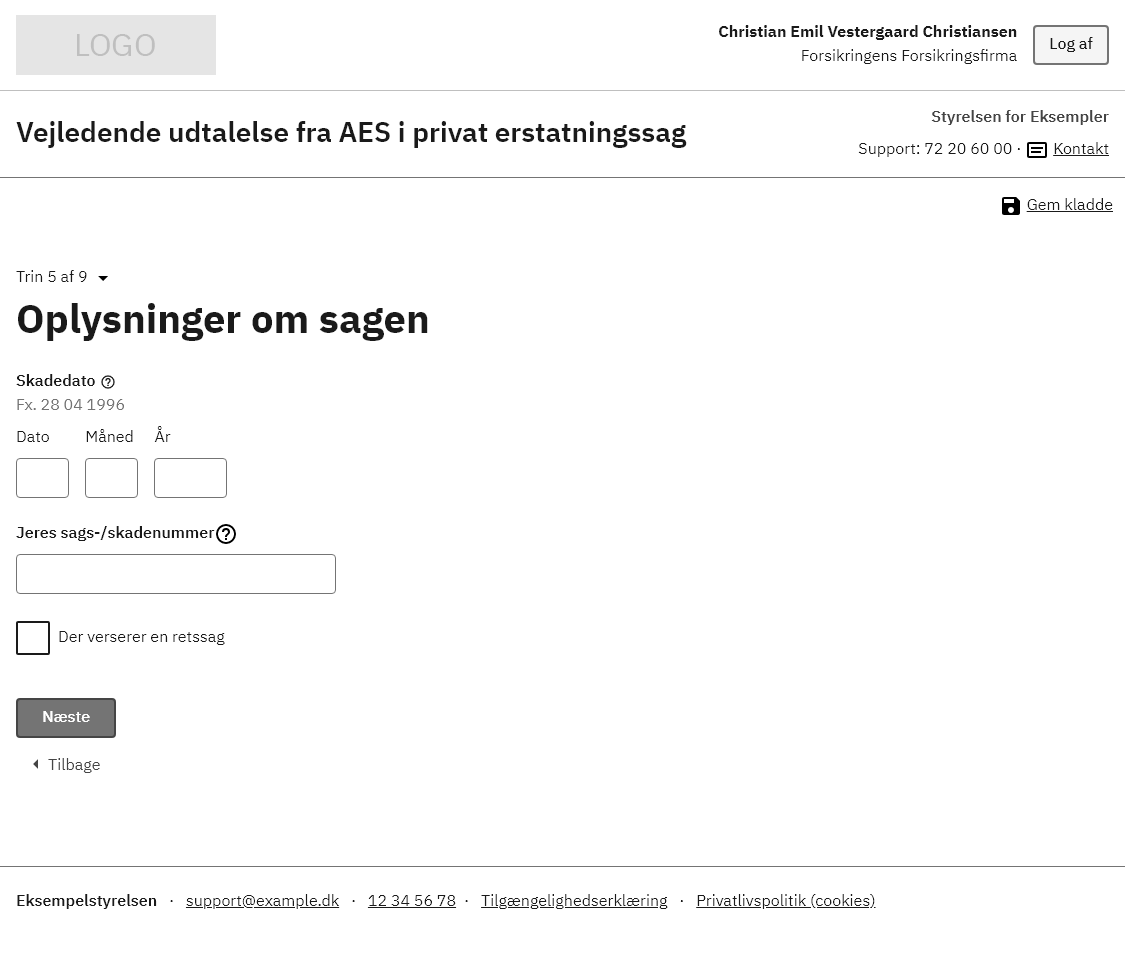 LOGO
Christian Emil Vestergaard Christiansen
Forsikringens Forsikringsfirma
Log af
Vejledende udtalelse fra AES i privat erstatningssag
Styrelsen for Eksempler
Support: 72 20 60 00 · Kontakt
Gem kladde
Trin 5 af 9
Oplysninger om sagen
Skadedato
Fx. 28 04 1996
Dato Måned År
Jeres sags-/skadenummer
Der verserer en retssag
Næste
Tilbage
Eksempelstyrelsen · support@example.dk · 12 34 56 78 · Tilgængelighedserklæring · Privatlivspolitik (cookies)